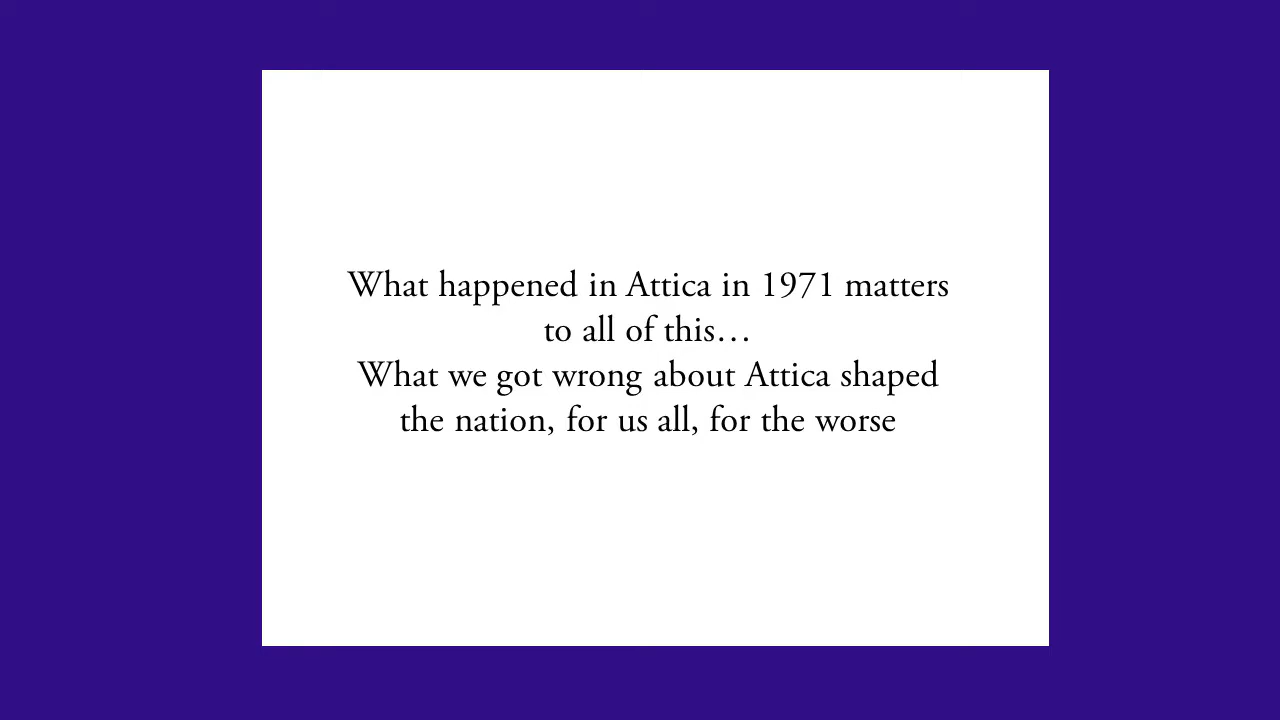 What happened in Attica in 1971 matters
to all of this…
What we got wrong about Attica shaped
the nation, for us all, for the worse